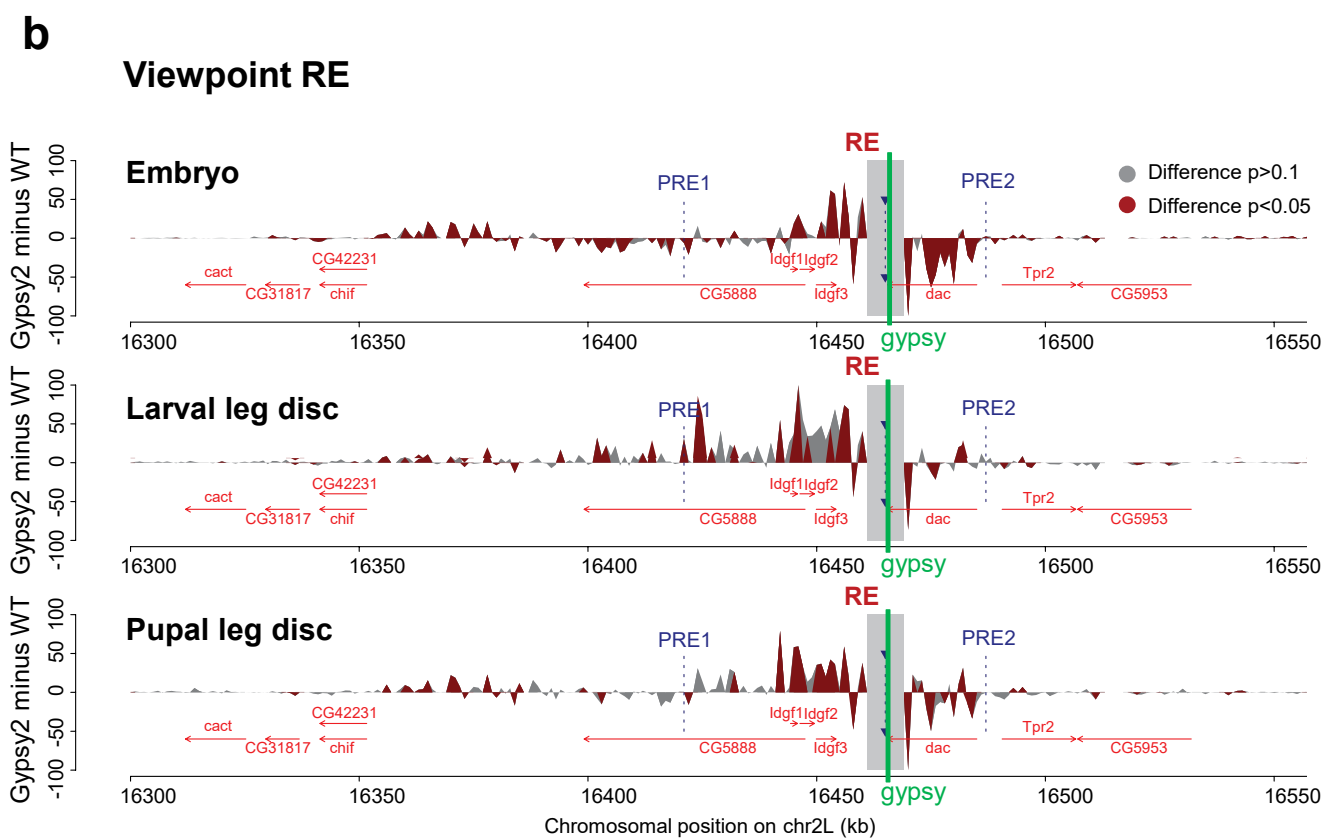 b
Viewpoint RE
Gypsy2 minus WT
100
50
0
-50
-100
Embryo
RE
PRE1
PRE2
Difference p>0.1
Difference p<0.05
cact
CG31817
CG42231
chif
CG5888
Idgf1
Idgf2
Idgf3
dac
Tpr2
CG5953
16300
16350
16400
16450
16500
16550
gypsy
Gypsy2 minus WT
100
50
0
-50
-100
Larval leg disc
RE
PRE1
PRE2
cact
CG31817
CG42231
chif
CG5888
Idgf1
Idgf2
Idgf3
dac
Tpr2
CG5953
16300
16350
16400
16450
16500
16550
gypsy
Gypsy2 minus WT
100
50
0
-50
-100
Pupal leg disc
RE
PRE1
PRE2
cact
CG31817
CG42231
chif
CG5888
Idgf1
Idgf2
Idgf3
dac
Tpr2
CG5953
16300
16350
16400
16450
16500
16550
gypsy
Chromosomal position on chr2L (kb)